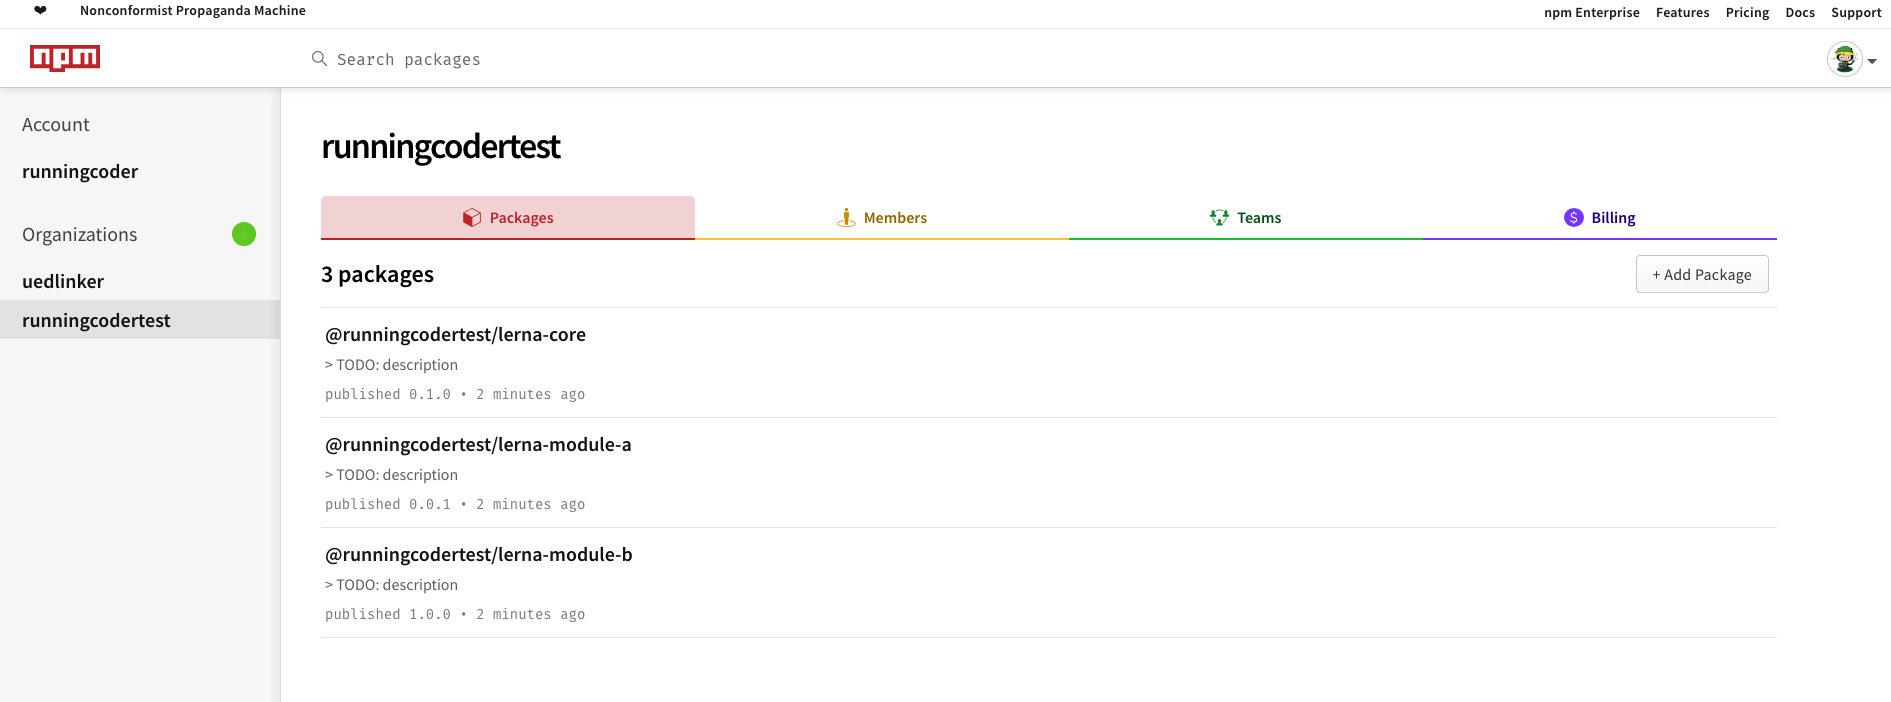 ❤ Nonconformist Propaganda Machine npm Enterprise Features Pricing Docs Support
npm Search packages
Account
runningcoder
Organizations
uedlinker
runningcodertest
runningcodertest
Packages Members Teams $ Billing
3 packages + Add Package
@runningcodertest/lerna-core
> TODO: description
published 0.1.0 • 2 minutes ago
@runningcodertest/lerna-module-a
> TODO: description
published 0.0.1 • 2 minutes ago
@runningcodertest/lerna-module-b
> TODO: description
published 1.0.0 • 2 minutes ago